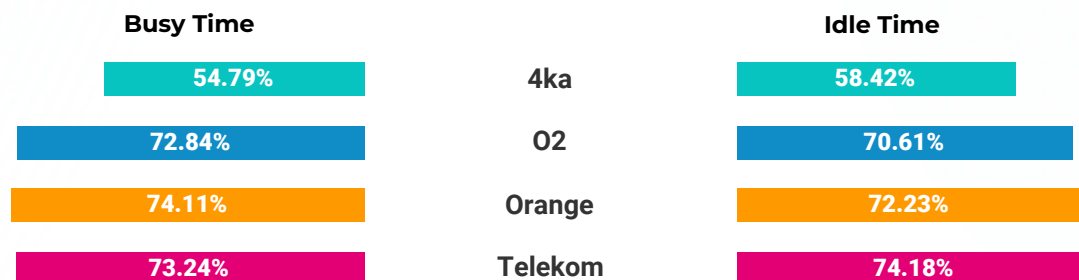 Busy Time Idle Time
54.79% 4ka 58.42%
72.84% O2 70.61%
74.11% Orange 72.23%
73.24% Telekom 74.18%